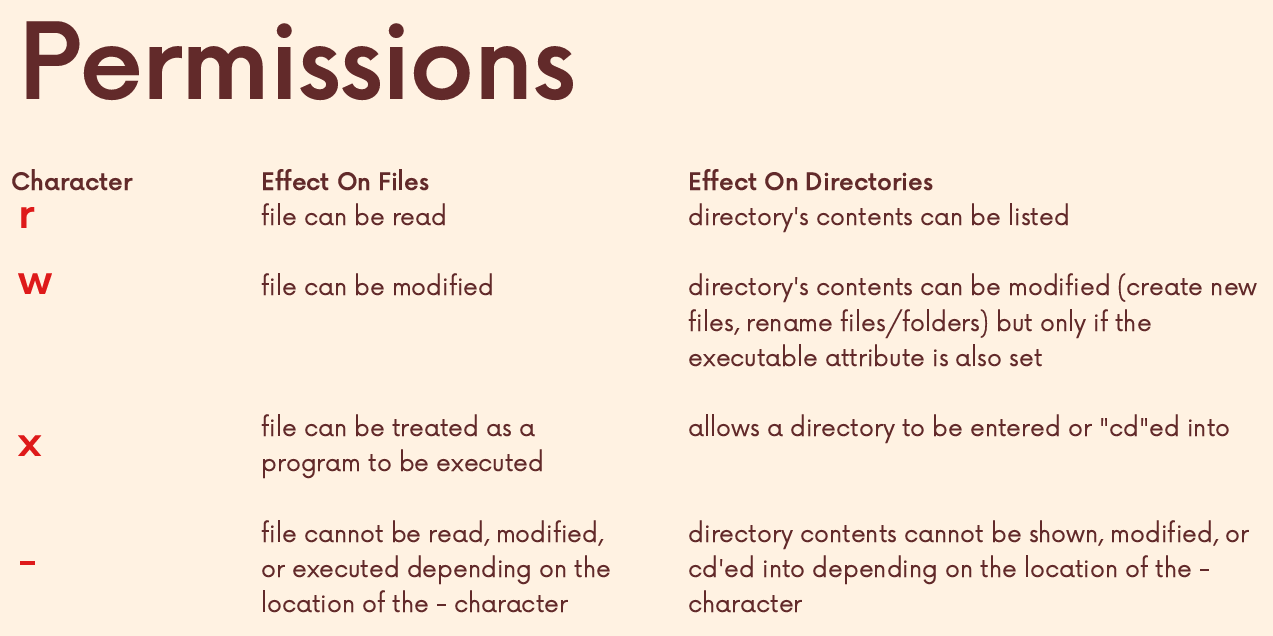 Permissions
Character Effect On Files Effect On Directories
r file can be read directory's contents can be listed
w file can be modified directory's contents can be modified (create new
files, rename files/folders) but only if the
executable attribute is also set
x file can be treated as a allows a directory to be entered or "cd"ed into
program to be executed
- file cannot be read, modified, directory contents cannot be shown, modified, or
or executed depending on the cd'ed into depending on the location of the -
location of the - character character